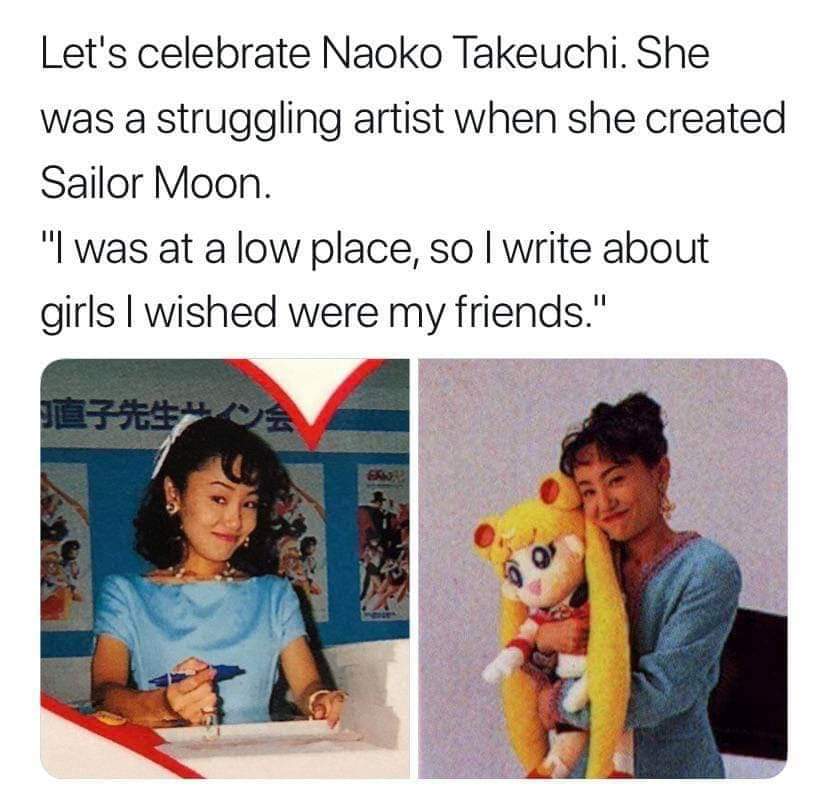 Let's celebrate Naoko Takeuchi. She
was a struggling artist when she created
Sailor Moon.
"I was at a low place, so I write about
girls I wished were my friends."
直子先生サイン会